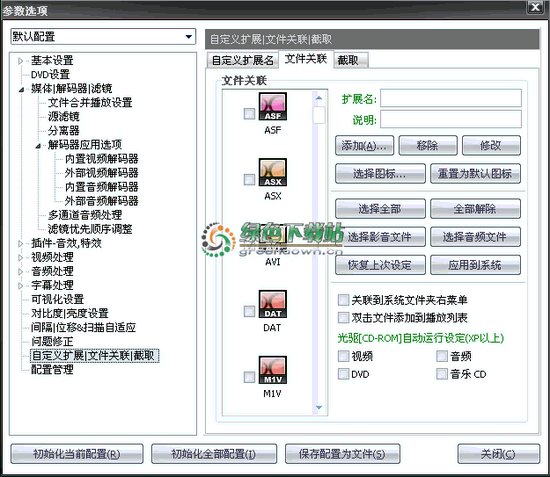 参数选项
默认配置
基本设置
DVD设置
媒体|解码器|滤镜
文件合并播放设置
源滤镜
分离器
解码器应用选项
内置视频解码器
外部视频解码器
内置音频解码器
外部音频解码器
多通道音频处理
滤镜优先顺序调整
插件-音效,特效
视频处理
音频处理
字幕处理
可视化设置
对比度|亮度设置
间隔|位移&扫描自适应
问题修正
自定义扩展|文件关联|截取
配置管理
自定义扩展|文件关联|截取
自定义扩展名 文件关联 截取
文件关联
ASF
ASF
ASX
ASX
AVI
DAT
DAT
M1V
M1V
扩展名:
说明:
添加(A)... 移除 修改
选择图标... 重置为默认图标
选择全部 全部解除
选择影音文件 选择音频文件
恢复上次设定 应用到系统
关联到系统文件夹右菜单
双击文件添加到播放列表
光驱[CD-ROM]自动运行设定(XP以上)
视频 音频
DVD 音乐 CD
绿色下载站
greendown.cn
初始化当前配置(R) 初始化全部配置(I) 保存配置为文件(S) 关闭(C)